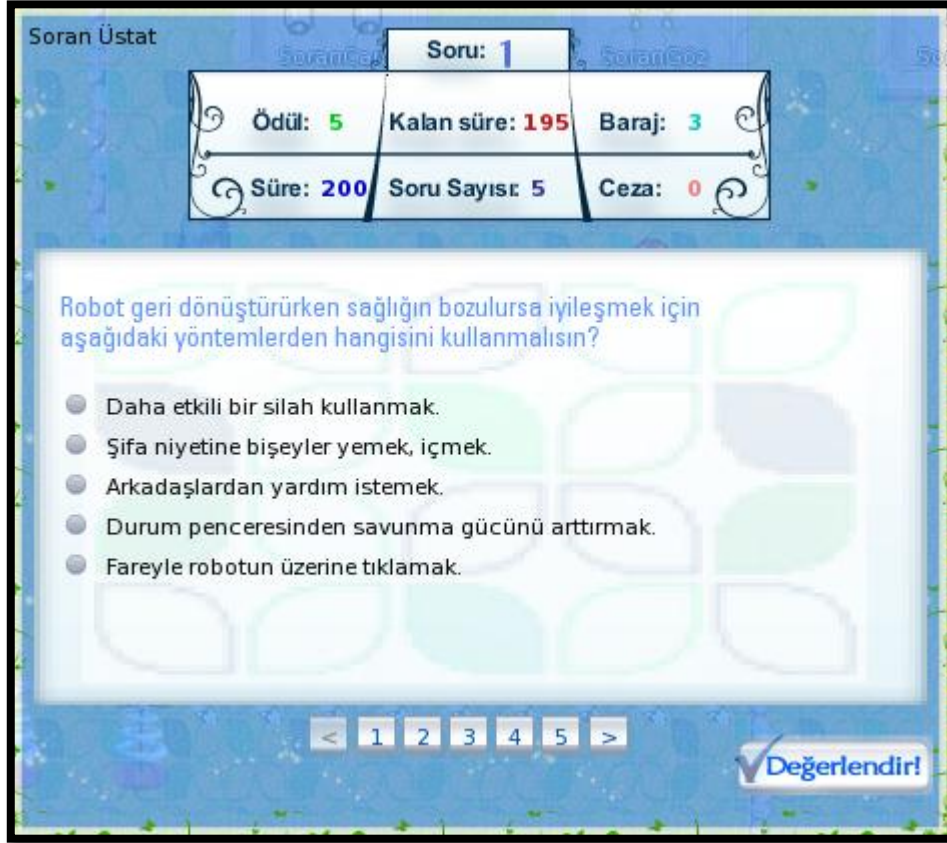 Soran Üstat
SoranCa
Soru: 1
SoranGöz
So
Ödül: 5 Kalan süre: 195 Baraj: 3
Süre: 200 Soru Sayısı: 5 Ceza: 0
Robot geri dönüştürürken sağlığın bozulursa iyileşmek için
aşağıdaki yöntemlerden hangisini kullanmalısın?
Daha etkili bir silah kullanmak.
Şifa niyetine bişeyler yemek, içmek.
Arkadaşlardan yardım istemek.
Durum penceresinden savunma gücünü arttırmak.
Fareyle robotun üzerine tıklamak.
< 1 2 3 4 5 >
Değerlendir!